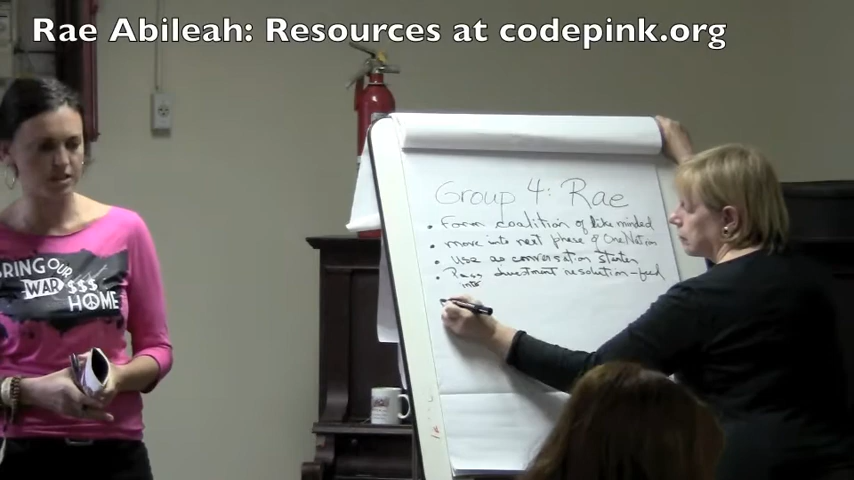 Rae Abileah: Resources at codepink.org
BRING OUR
WAR $$$
HOME
Group 4: Rae
• Form coalition of like minded
• move into next phase of One Nation
• Use as conversation starter
• Pass divestment resolution - feed
into